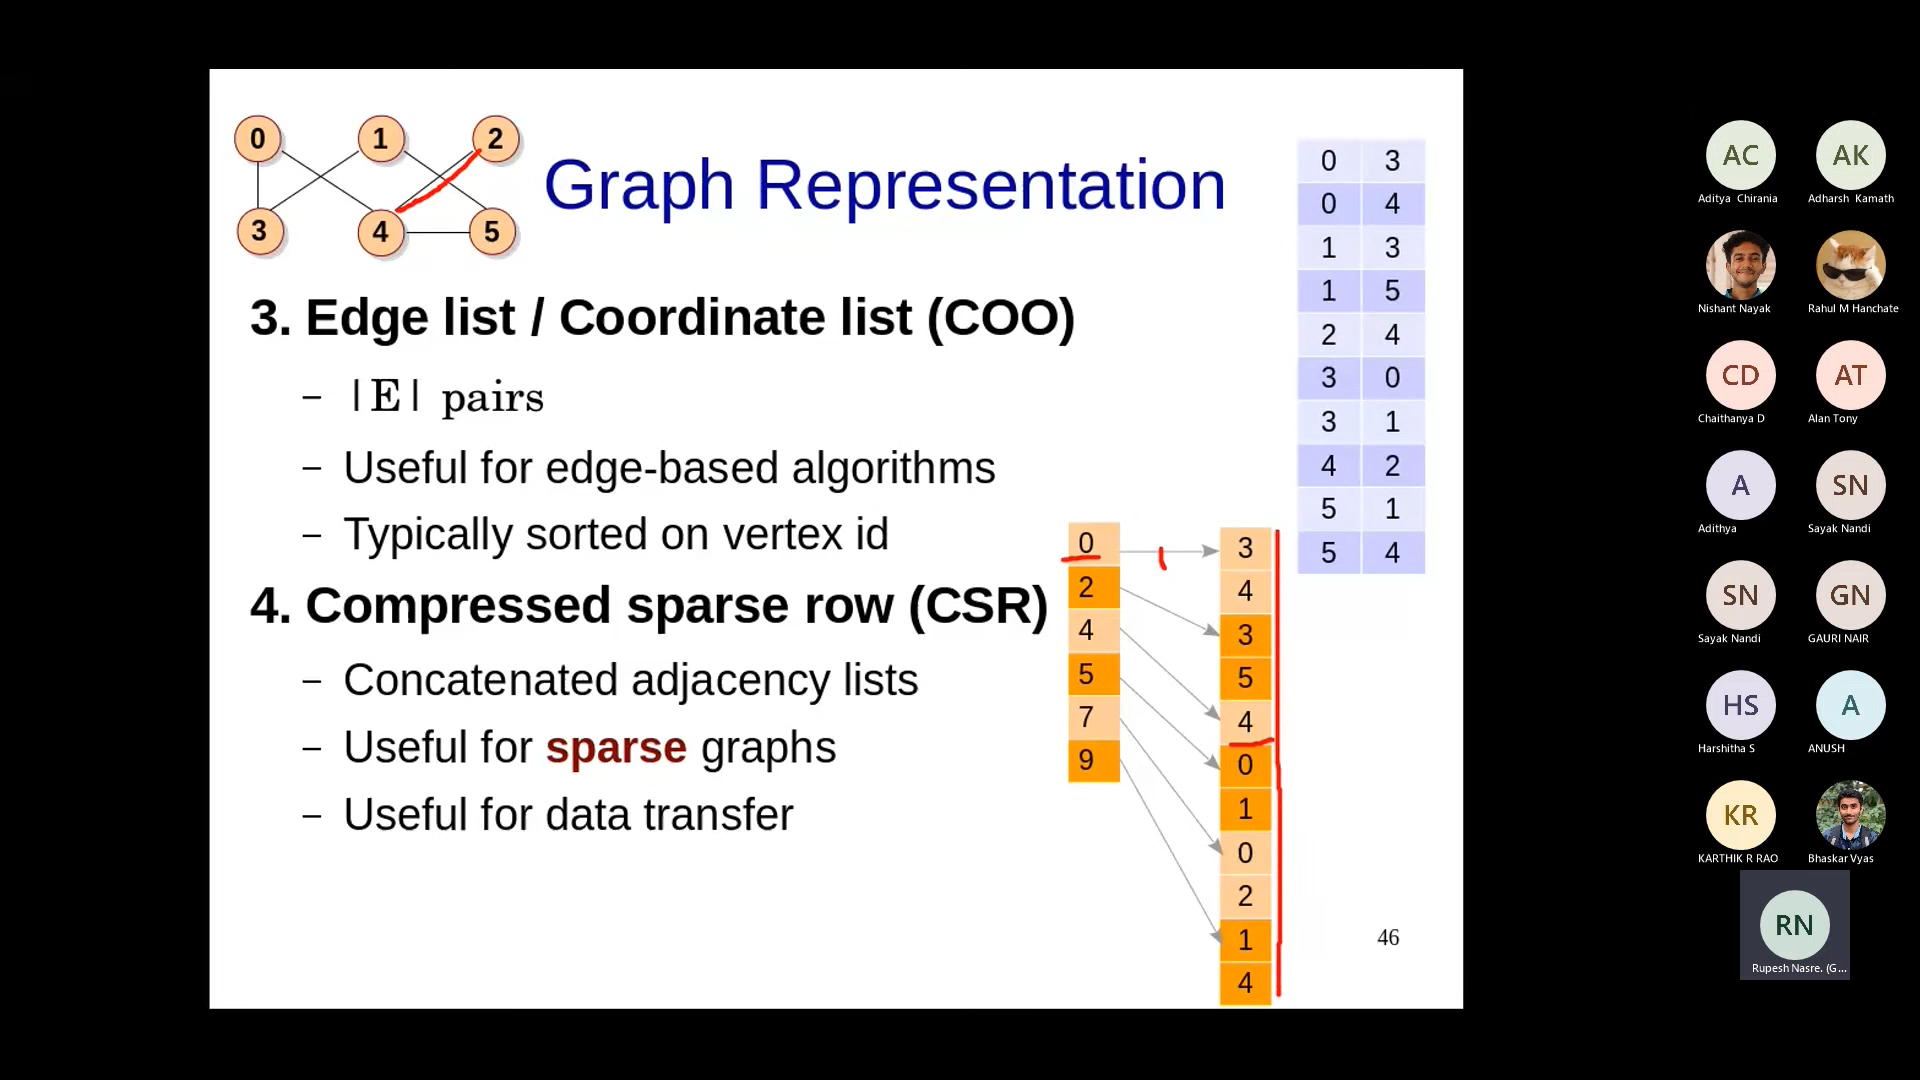 0 1 2
3 4 5
Graph Representation
3. Edge list / Coordinate list (COO)
– |E| pairs
– Useful for edge-based algorithms
– Typically sorted on vertex id
4. Compressed sparse row (CSR)
– Concatenated adjacency lists
– Useful for sparse graphs
– Useful for data transfer
0
2
4
5
7
9
3
4
3
5
4
0
1
0
2
1
4
0 3
0 4
1 3
1 5
2 4
3 0
3 1
4 2
5 1
5 4
46
AC AK
Aditya Chirania Adharsh Kamath
Nishant Nayak Rahul M Hanchate
CD AT
Chaithanya D Alan Tony
A SN
Adithya Sayak Nandi
SN GN
Sayak Nandi GAURI NAIR
HS A
Harshitha S ANUSH
KR
KARTHIK R RAO Bhaskar Vyas
RN
Rupesh Nasre. (G...